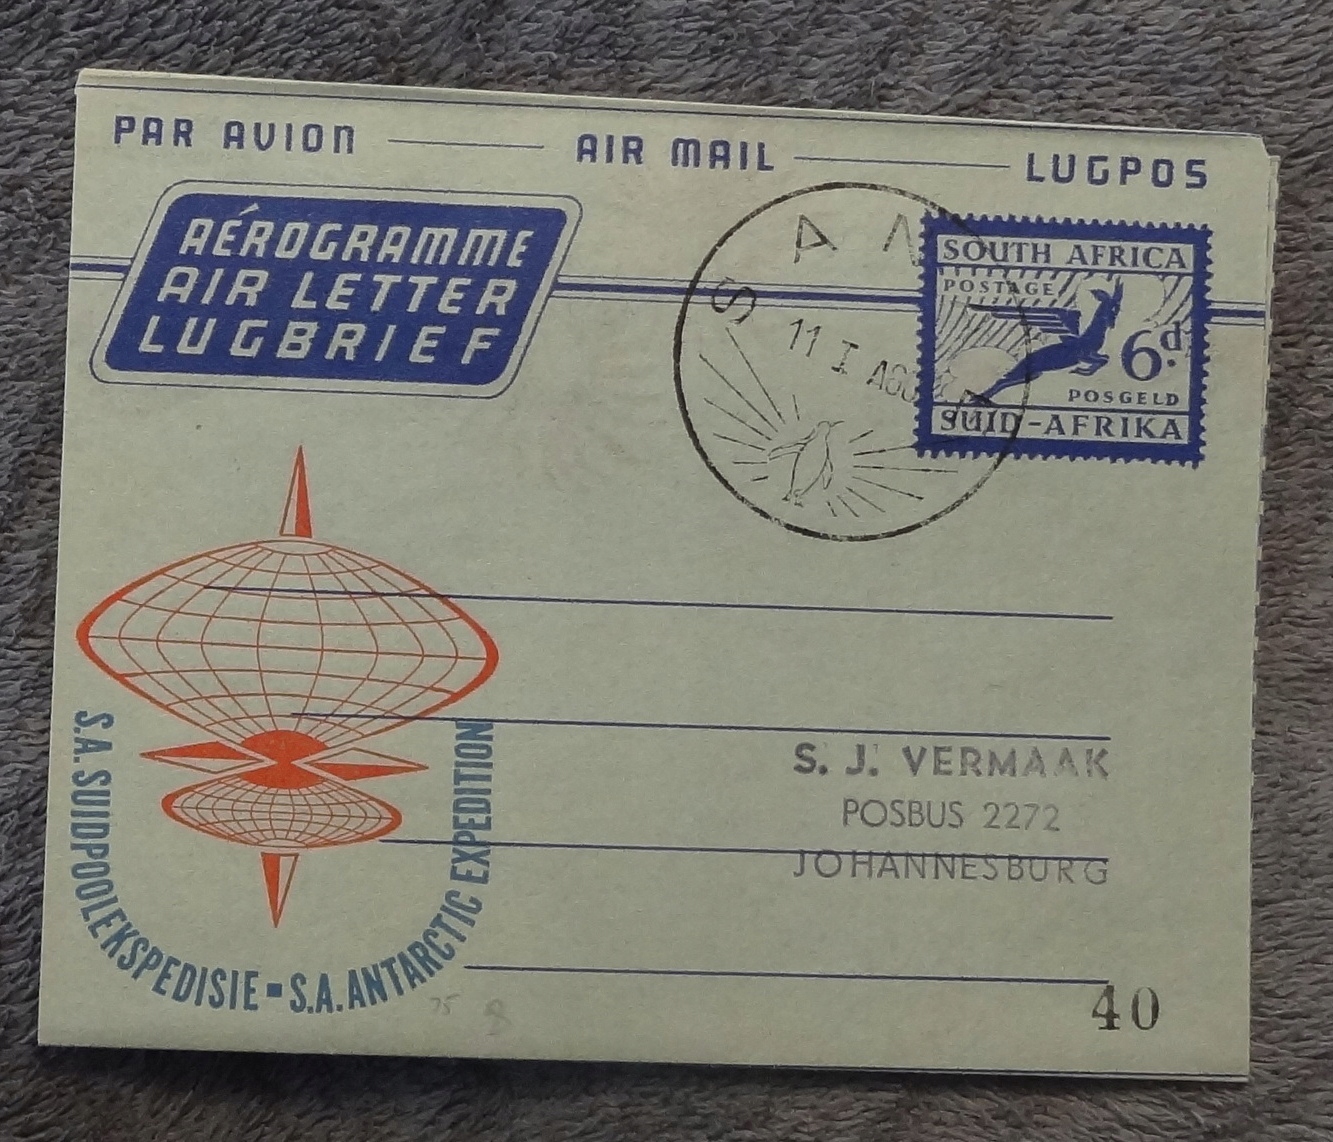 PAR AVION AIR MAIL LUGPOS
AÉROGRAMME
AIR LETTER
LUGBRIEF
SAN
11 I
SOUTH AFRICA
POSTAGE
6d.
POSGELD
SUID-AFRIKA
S.A. SUIDPOOLEKSPEDISIE - S.A. ANTARCTIC EXPEDITION
S. J. VERMAAK
POSBUS 2272
JOHANNESBURG
40